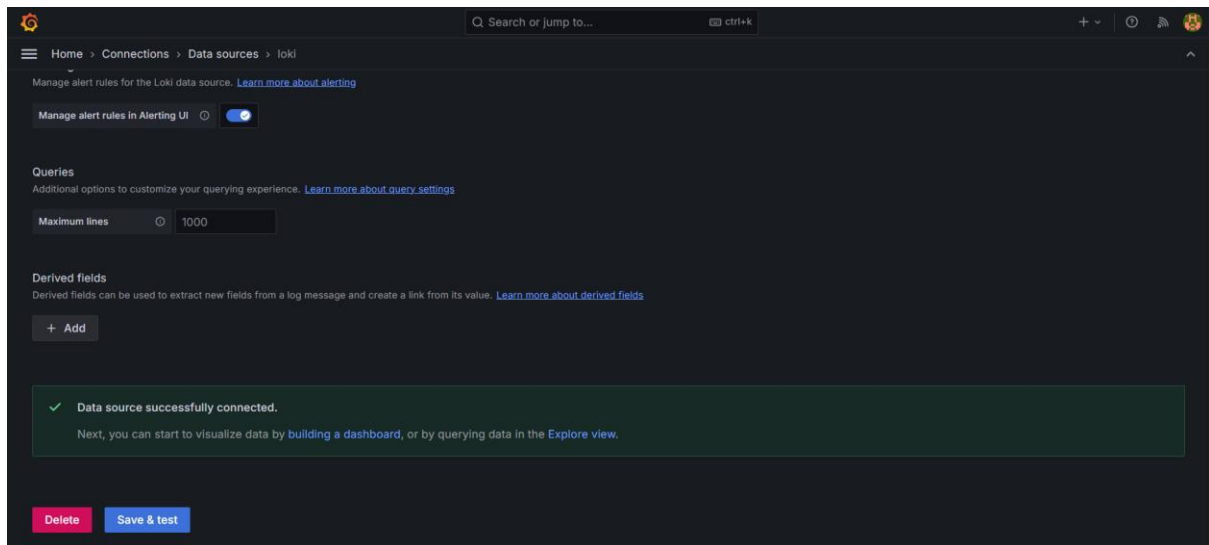 Search or jump to... ctrl+k
Home › Connections › Data sources › loki
Manage alert rules for the Loki data source. Learn more about alerting
Manage alert rules in Alerting UI
Queries
Additional options to customize your querying experience. Learn more about query settings
Maximum lines 1000
Derived fields
Derived fields can be used to extract new fields from a log message and create a link from its value. Learn more about derived fields
+ Add
Data source successfully connected.
Next, you can start to visualize data by building a dashboard, or by querying data in the Explore view.
Delete Save & test